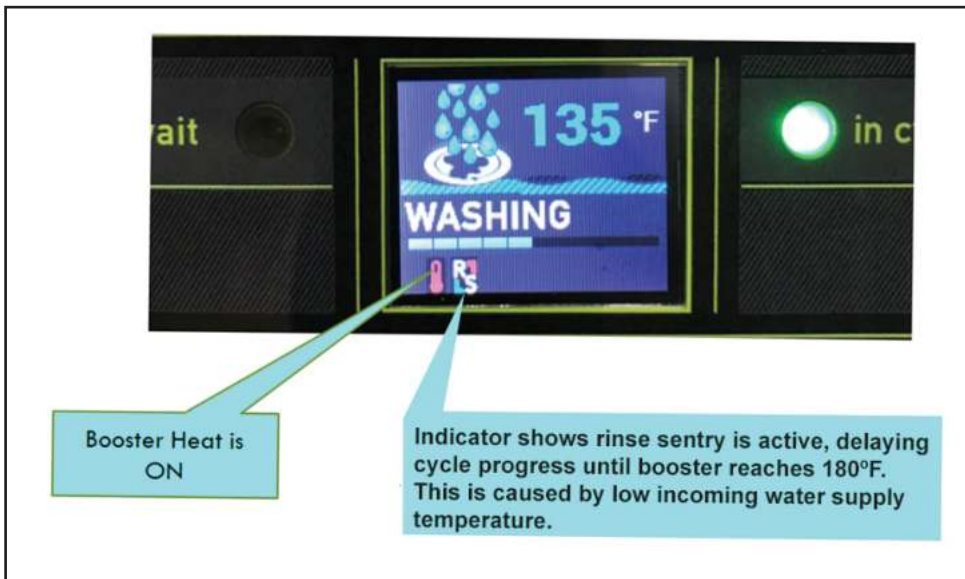 ait
135 °F
in c
WASHING
RS
Booster Heat is
ON
Indicator shows rinse sentry is active, delaying
cycle progress until booster reaches 180ºF.
This is caused by low incoming water supply
temperature.